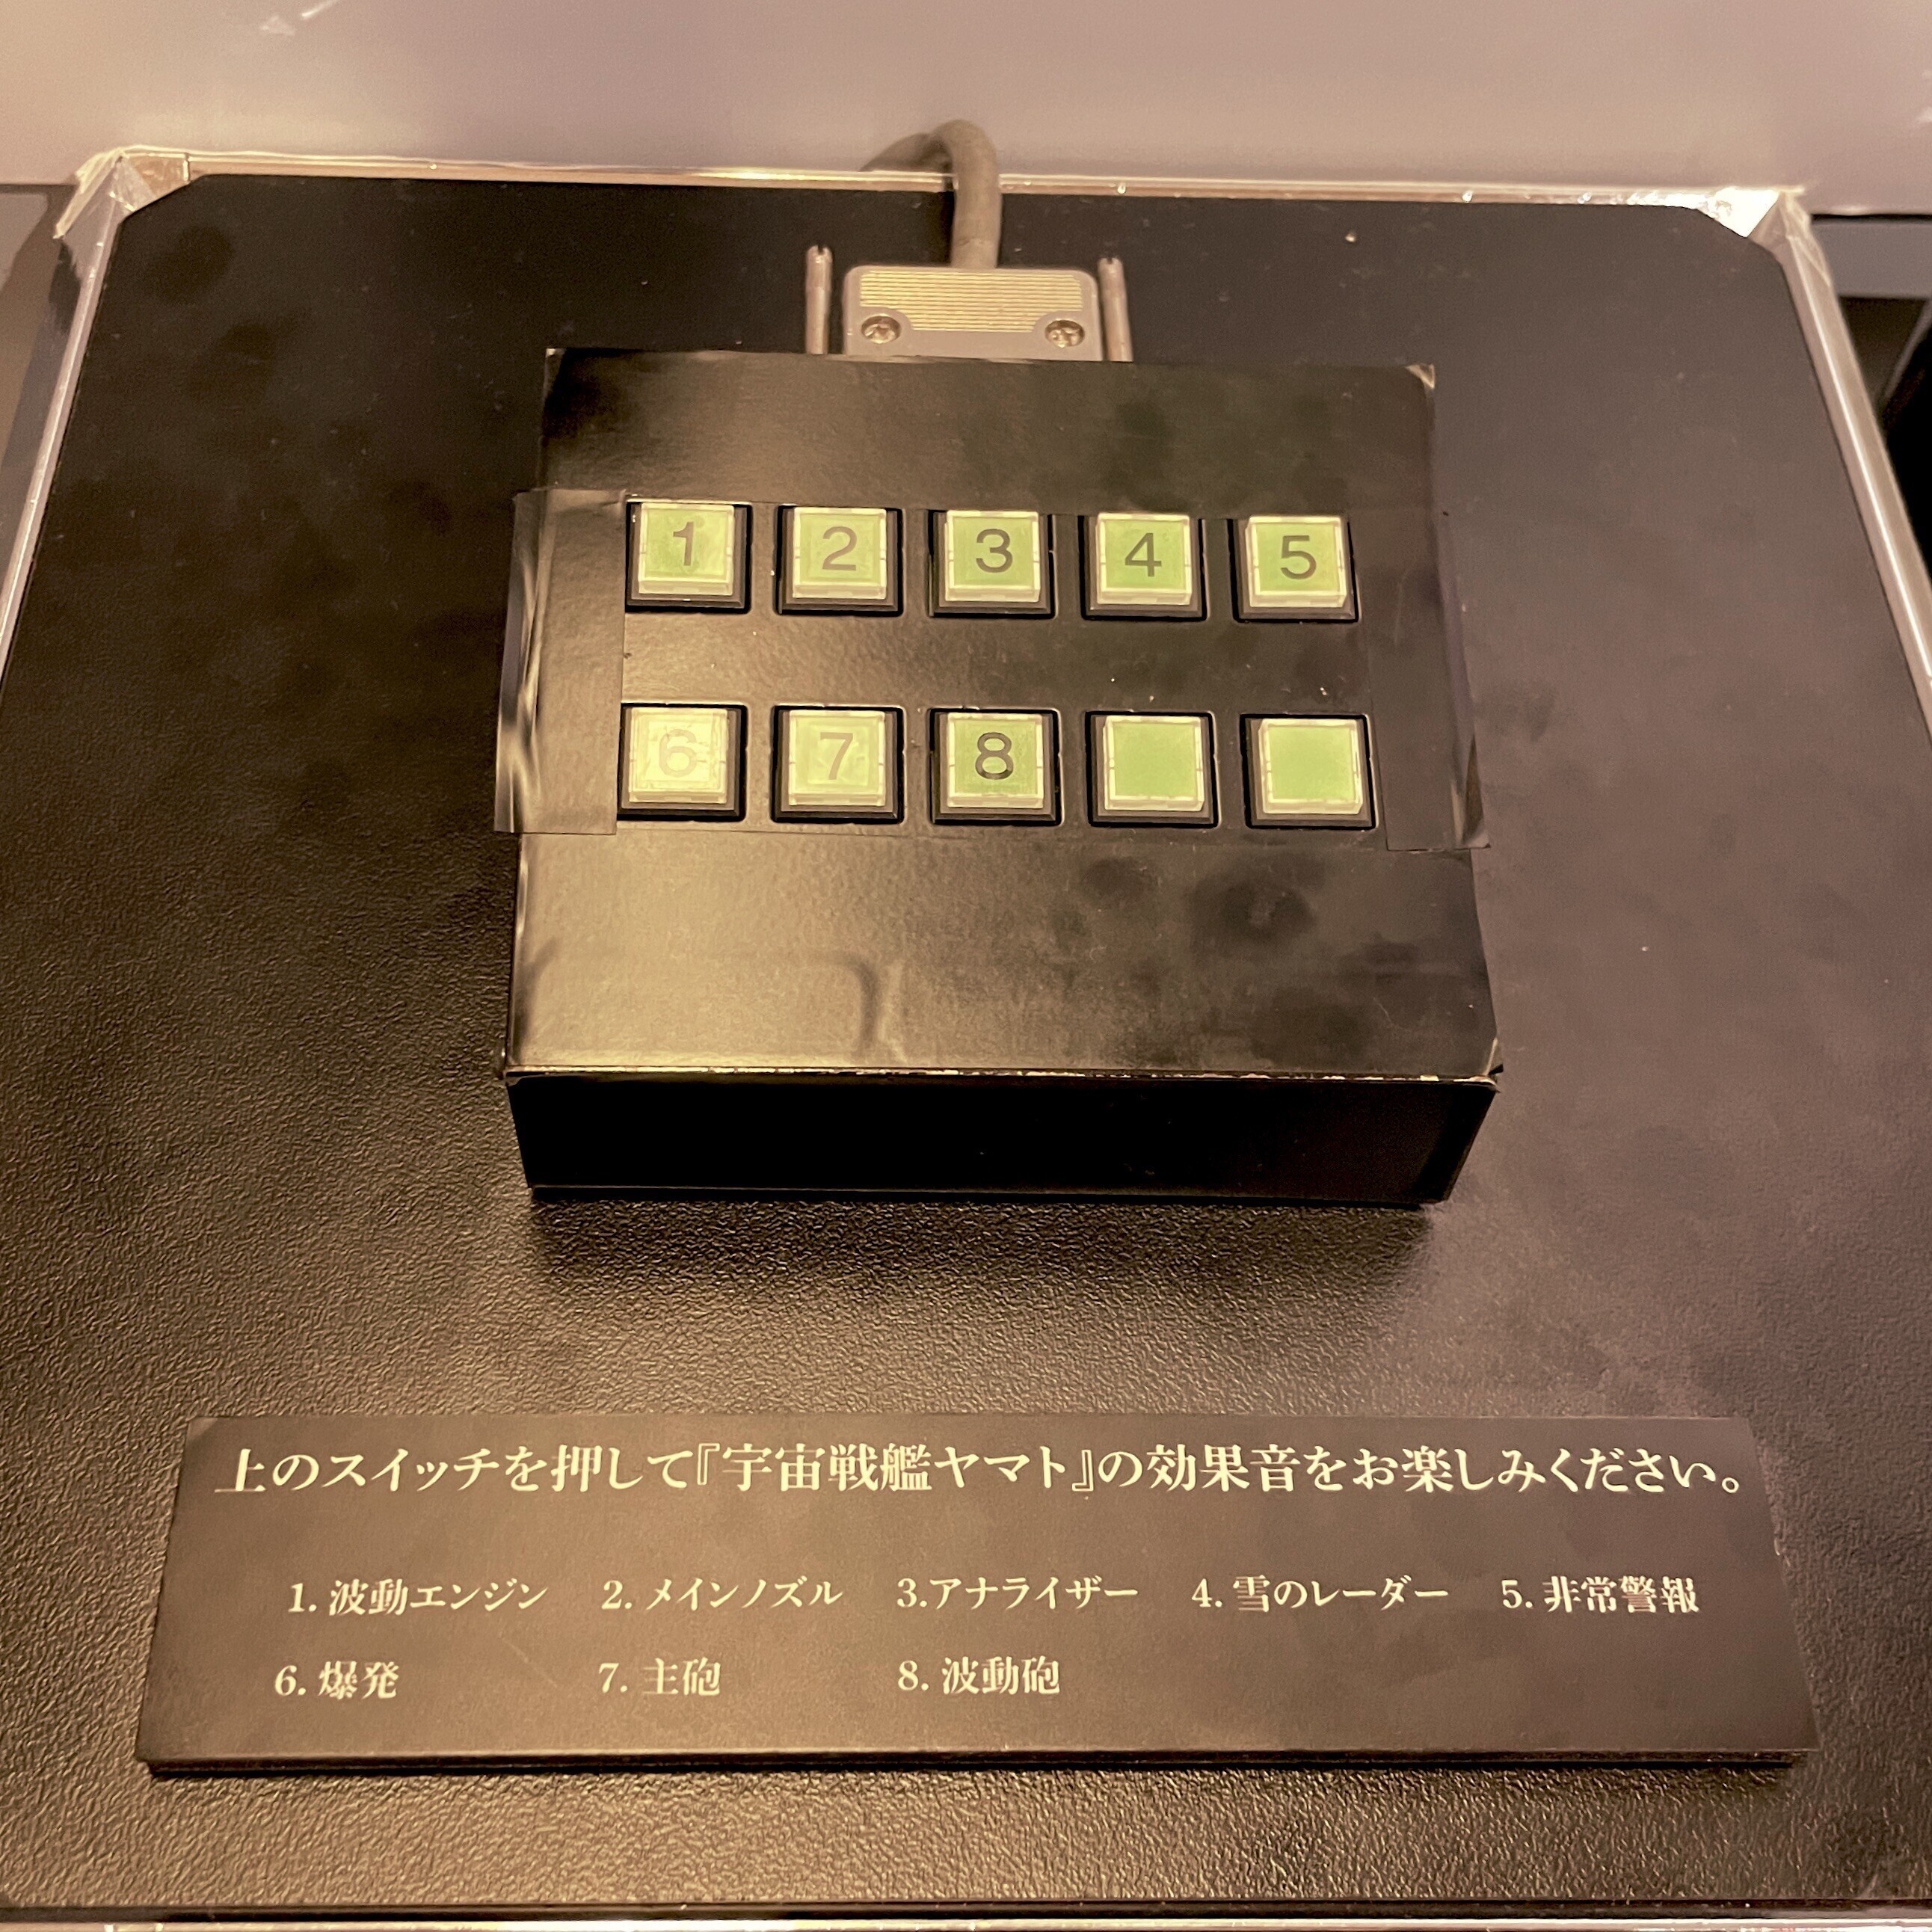 1 2 3 4 5
6 7 8
上のスイッチを押して『宇宙戦艦ヤマト』の効果音をお楽しみください。
1. 波動エンジン 2. メインノズル 3.アナライザー 4. 雪のレーダー 5. 非常警報
6. 爆発 7. 主砲 8. 波動砲